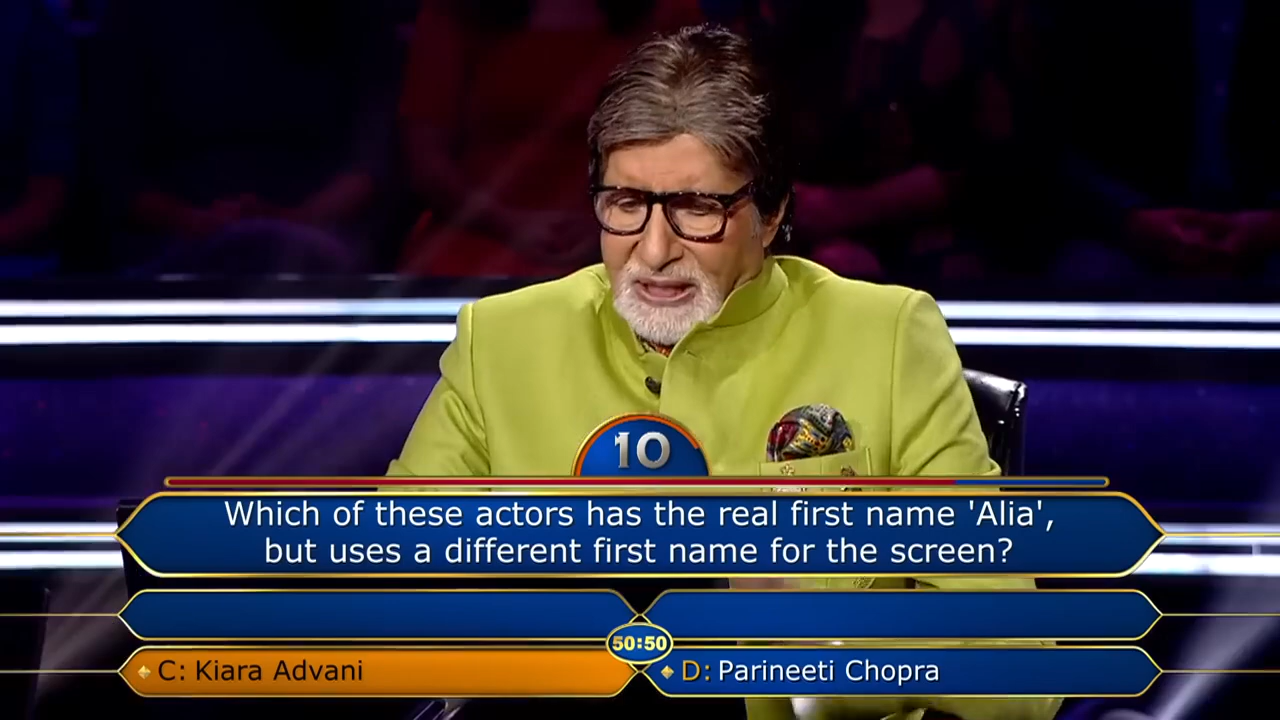 10
Which of these actors has the real first name 'Alia',
but uses a different first name for the screen?
50:50
C: Kiara Advani
D: Parineeti Chopra